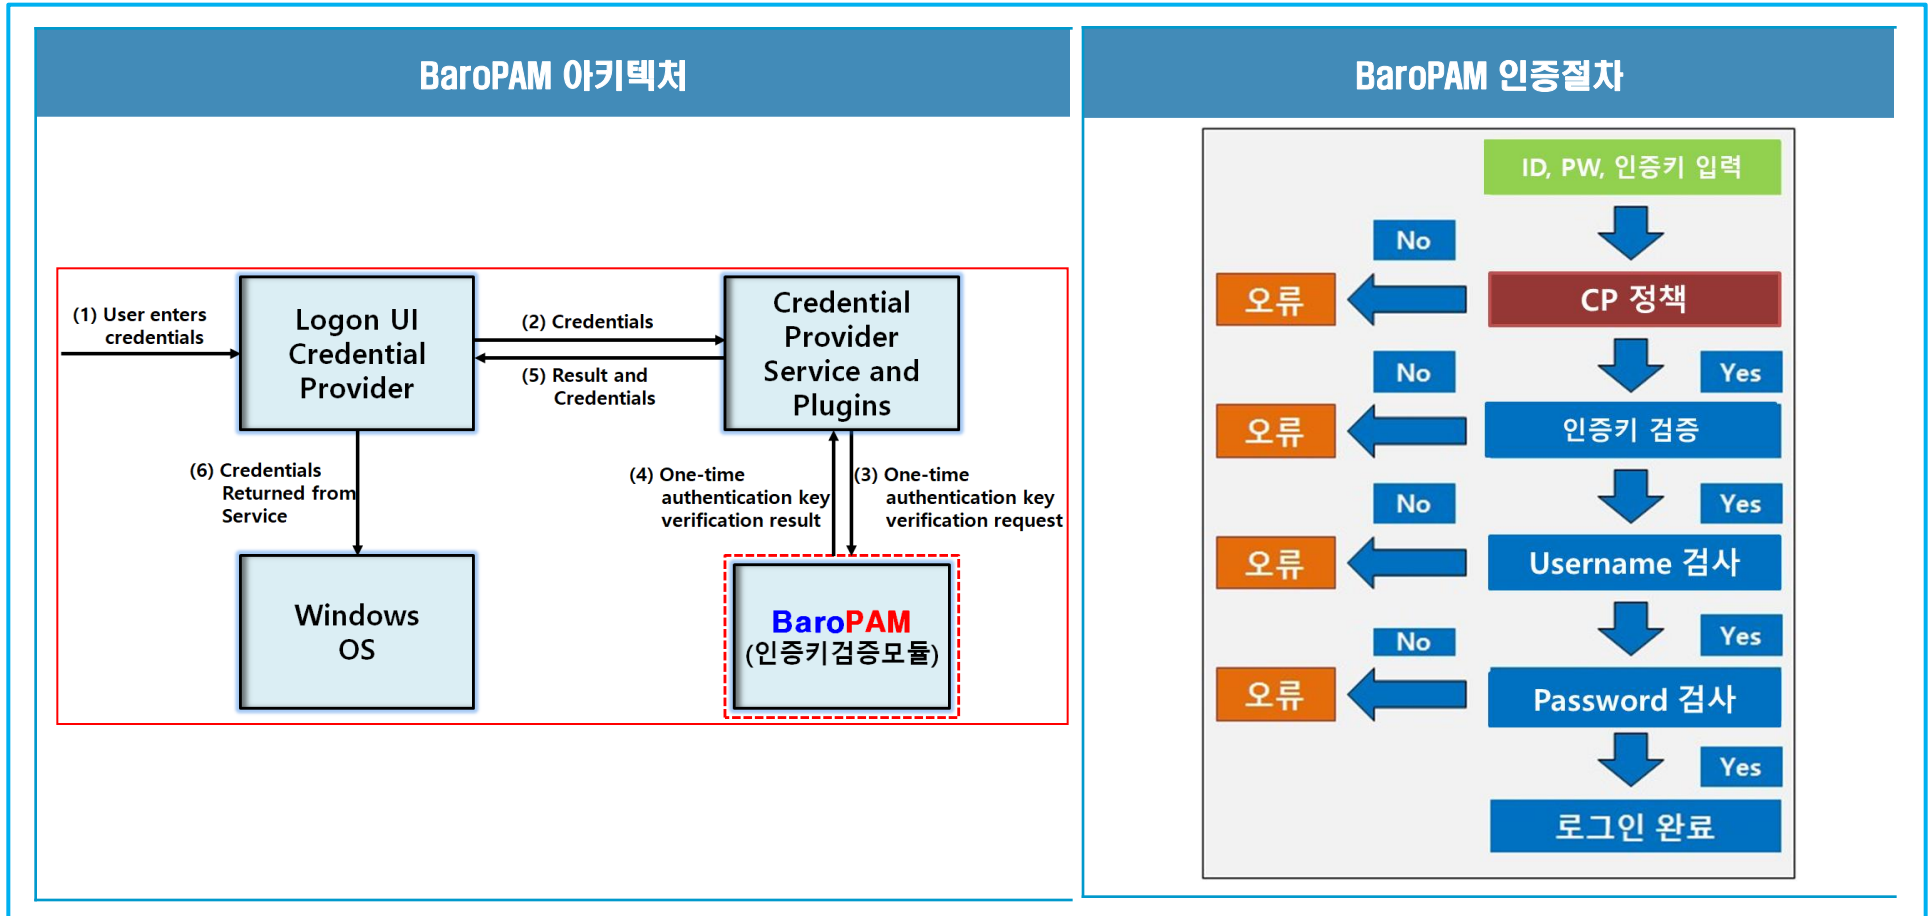 BaroPAM 아키텍처
(1) User enters
credentials
Logon UI
Credential
Provider
(2) Credentials
(5) Result and
Credentials
Credential
Provider
Service and
Plugins
(6) Credentials
Returned from
Service
(4) One-time
authentication key
verification result
(3) One-time
authentication key
verification request
Windows
OS
BaroPAM
(인증키검증모듈)
BaroPAM 인증절차
ID, PW, 인증키 입력
No
오류
CP 정책
No
Yes
오류
인증키 검증
No
Yes
오류
Username 검사
No
Yes
오류
Password 검사
Yes
로그인 완료